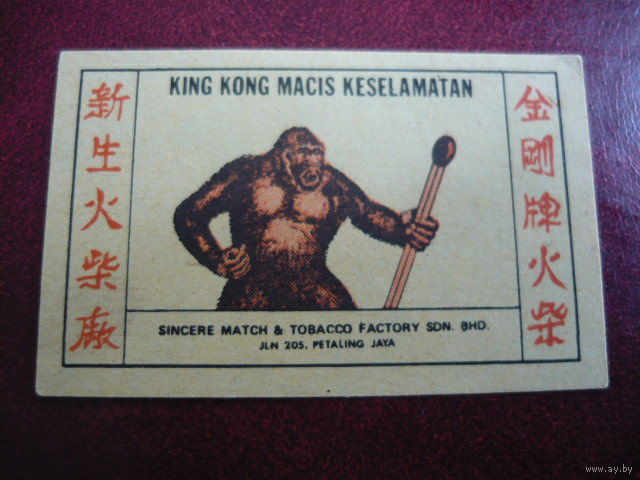 KING KONG MACIS KESELAMATAN
金剛牌火柴
新生火柴廠
SINCERE MATCH & TOBACCO FACTORY SDN. BHD.
JLN 205, PETALING JAYA
www.ay.by